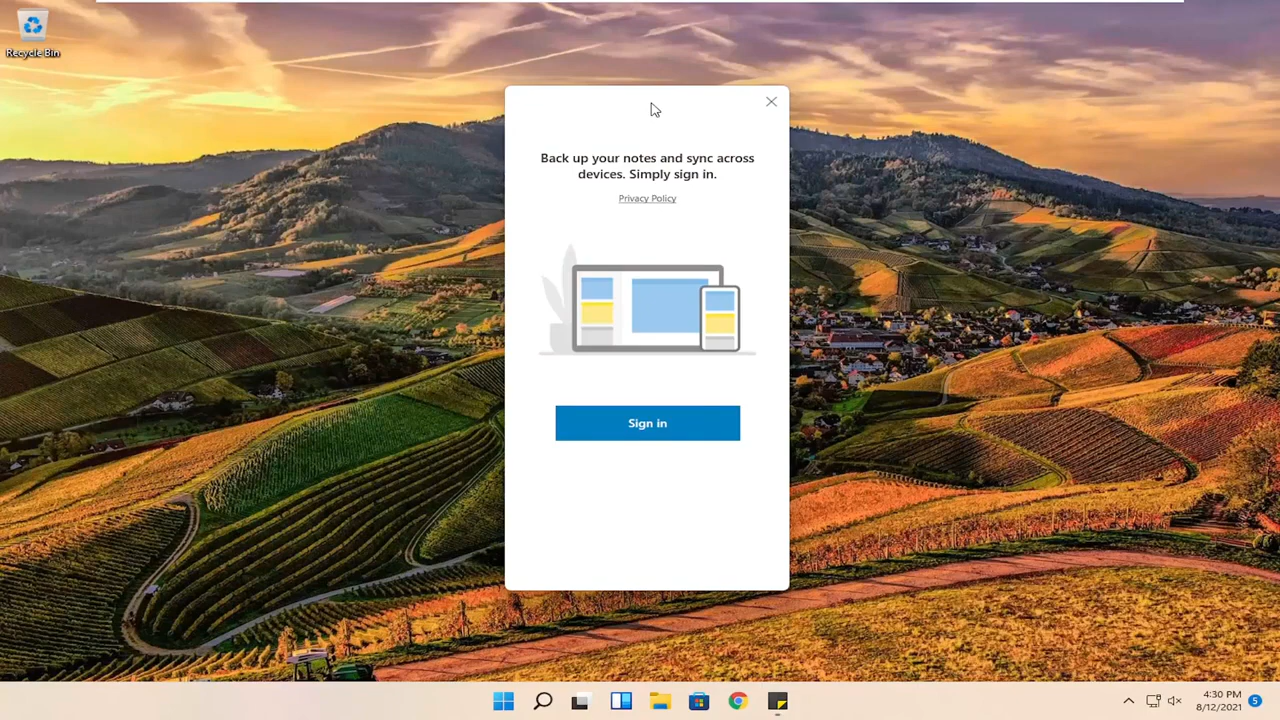 Recycle Bin
Back up your notes and sync across
devices. Simply sign in.
Privacy Policy
Sign in
4:30 PM
8/12/2021
5